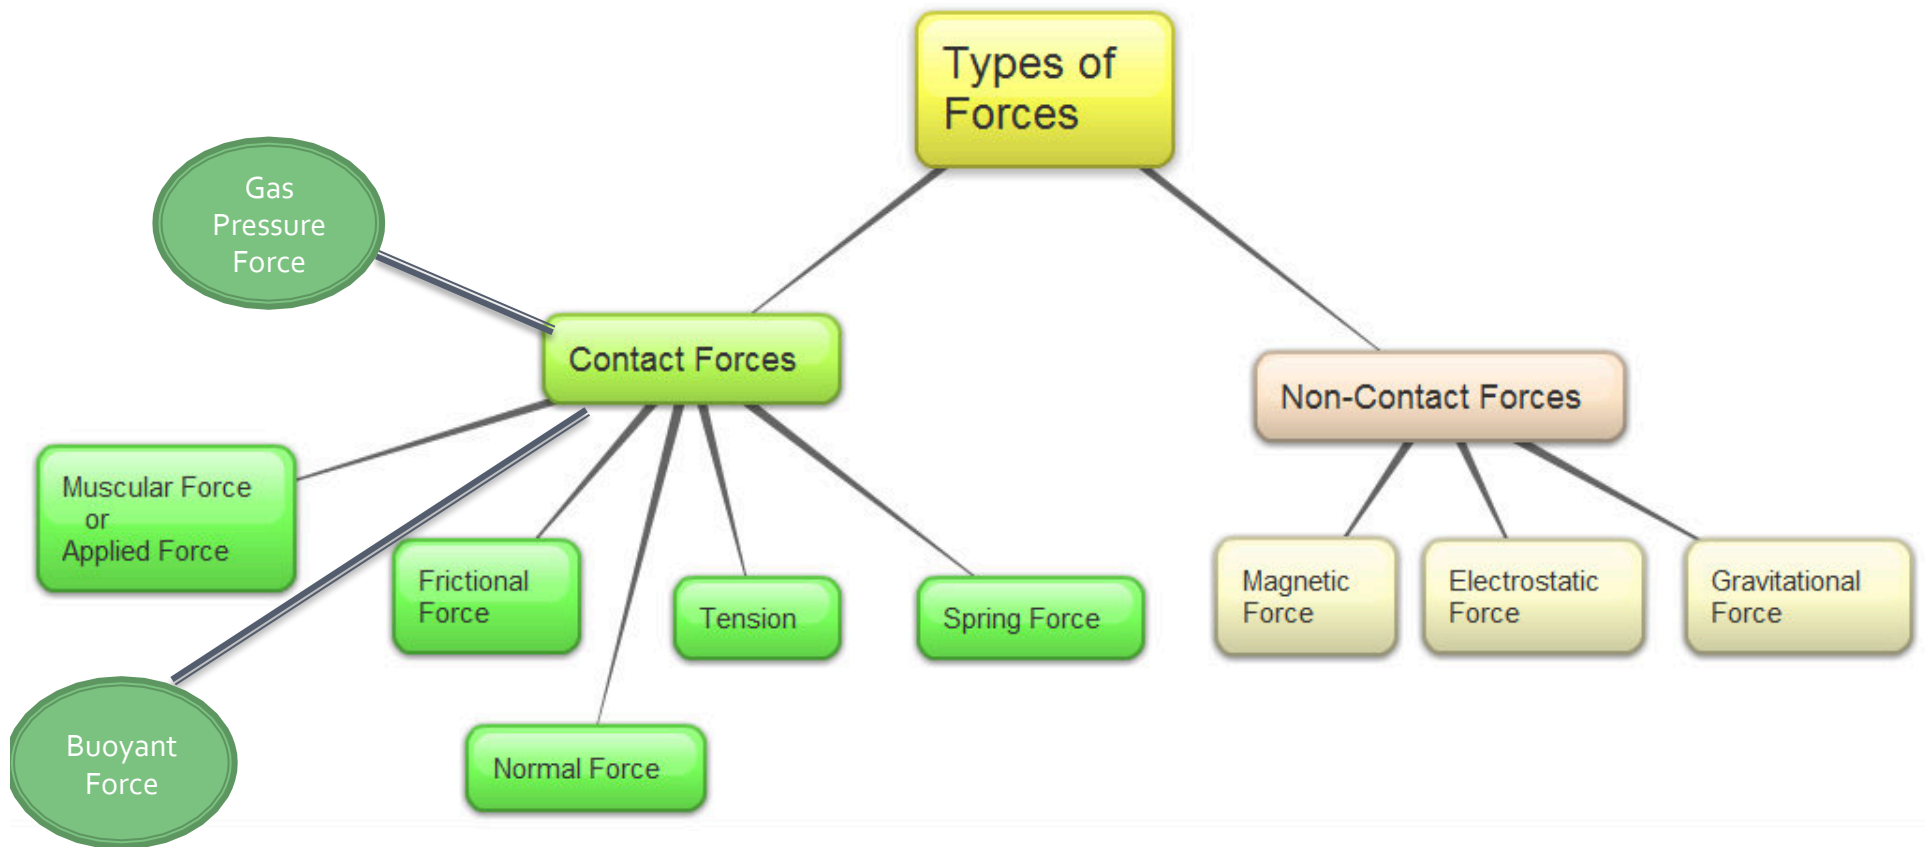 Types of
Forces
Gas
Pressure
Force
Contact Forces
Non-Contact Forces
Muscular Force
or
Applied Force
Frictional
Force
Tension
Spring Force
Magnetic
Force
Electrostatic
Force
Gravitational
Force
Buoyant
Force
Normal Force